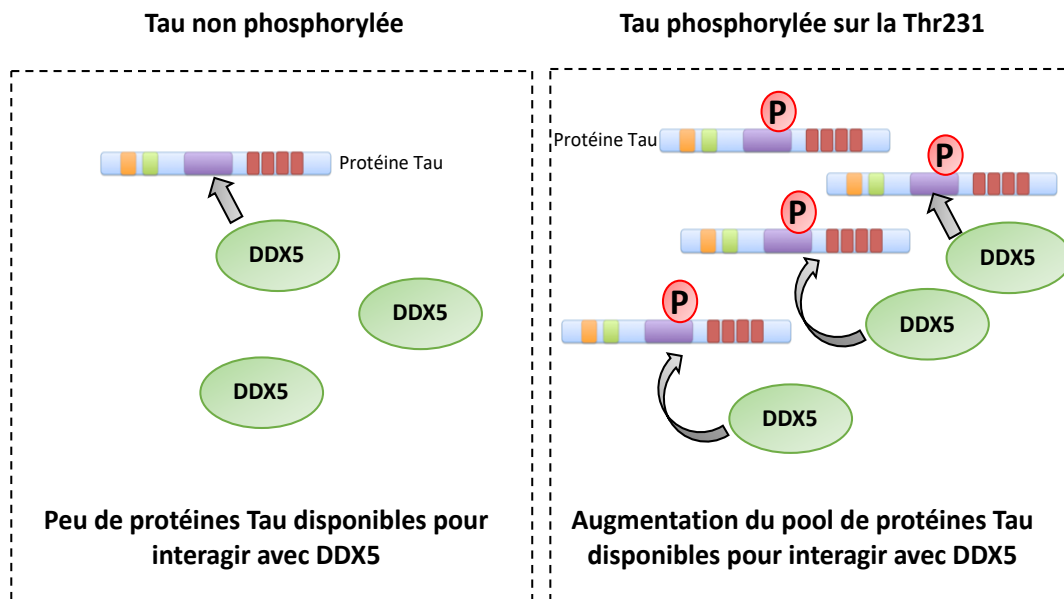 Tau non phosphorylée
Tau phosphorylée sur la Thr231
Protéine Tau
DDX5
DDX5
DDX5
Peu de protéines Tau disponibles pour
interagir avec DDX5
P
Protéine Tau
P
P
DDX5
P
DDX5
DDX5
Augmentation du pool de protéines Tau
disponibles pour interagir avec DDX5